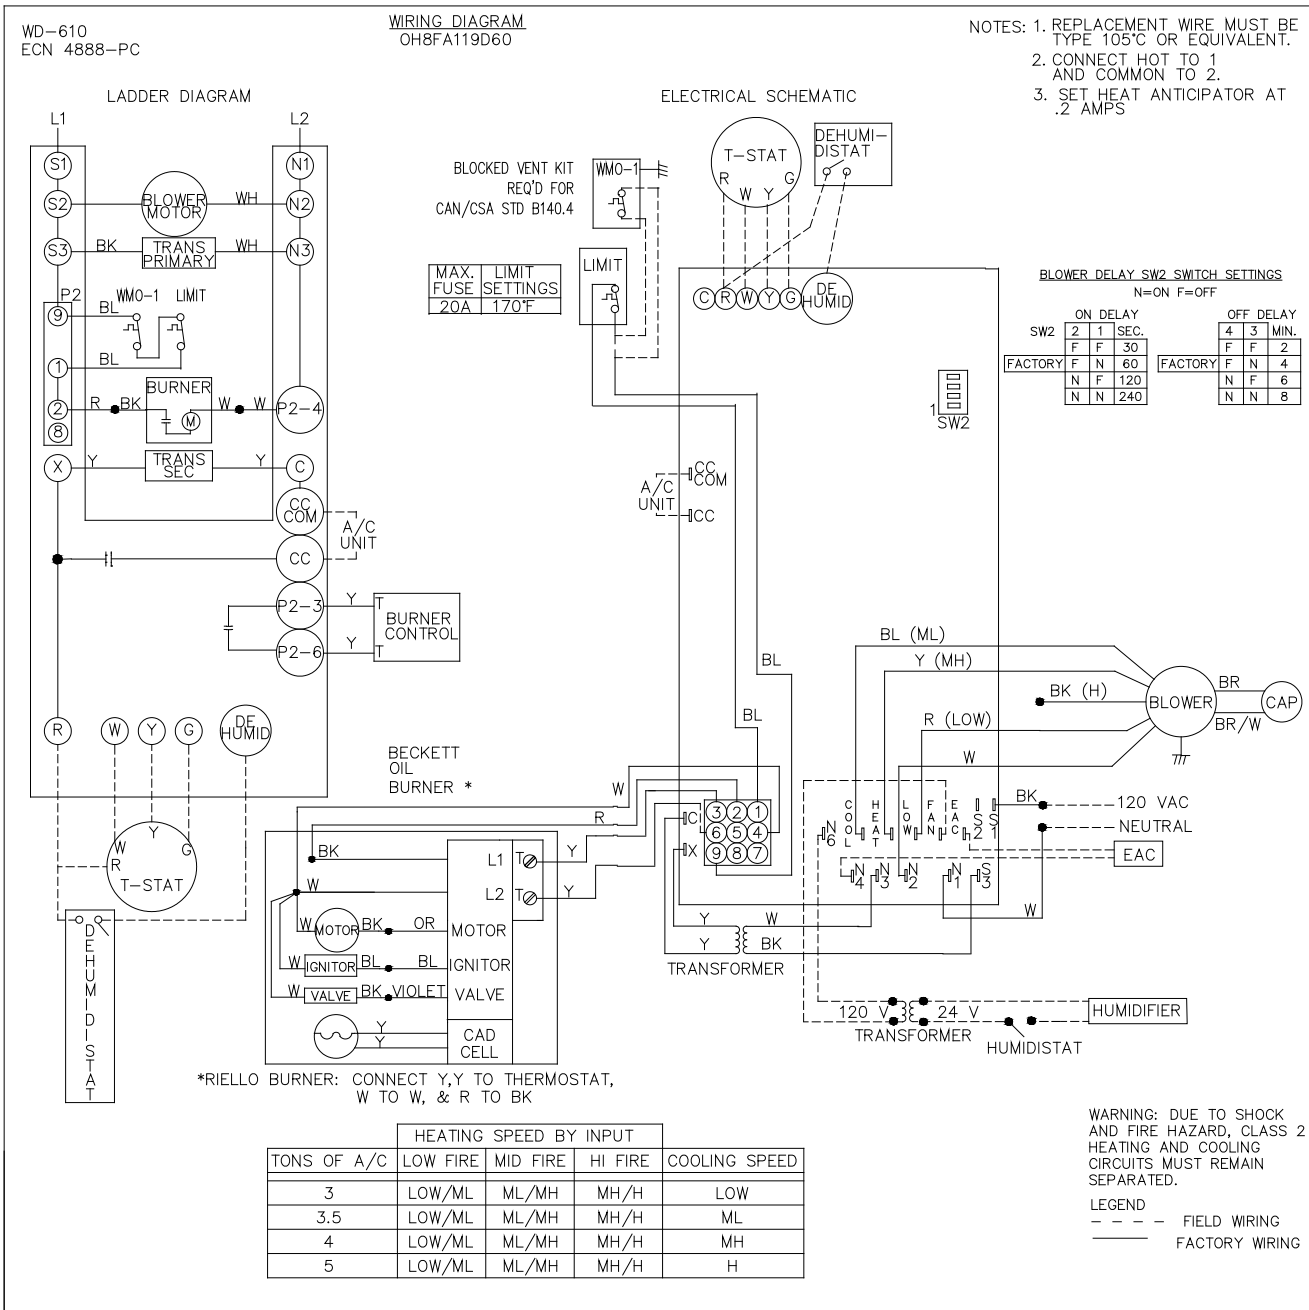 WD-610
ECN 4888-PC
WIRING DIAGRAM
OH8FA119D60
NOTES: 1. REPLACEMENT WIRE MUST BE
TYPE 105°C OR EQUIVALENT.
2. CONNECT HOT TO 1
AND COMMON TO 2.
3. SET HEAT ANTICIPATOR AT
.2 AMPS
LADDER DIAGRAM
L1
L2
S1
N1
S2
BLOWER
MOTOR
WH
N2
S3
BK
TRANS
PRIMARY
WH
N3
P2
WMO-1
LIMIT
9
BL
1
BL
BURNER
2
R
BK
M
W
W
P2-4
8
X
Y
TRANS
SEC
Y
C
CC
COM
A/C
UNIT
CC
P2-3
Y
T
BURNER
CONTROL
P2-6
Y
T
R
W
Y
G
DE
HUMID
W
Y
G
R
T-STAT
DEHUMIDISTAT
ELECTRICAL SCHEMATIC
BLOCKED VENT KIT
REQ'D FOR
CAN/CSA STD B140.4
WMO-1
T-STAT
R
W
Y
G
DEHUMI-
DISTAT
LIMIT
MAX. LIMIT
FUSE SETTINGS
20A 170°F
C
R
W
Y
G
DE
HUMID
BLOWER DELAY SW2 SWITCH SETTINGS
N=ON F=OFF
ON DELAY
SW2 2 1 SEC.
F F 30
FACTORY F N 60
N F 120
N N 240
OFF DELAY
4 3 MIN.
F F 2
FACTORY F N 4
N F 6
N N 8
1
SW2
CC
COM
A/C
UNIT
CC
BL
BL
BL (ML)
Y (MH)
BK (H)
R (LOW)
W
BLOWER
BR
BR/W
CAP
BECKETT
OIL
BURNER *
W
R
C
X
3 2 1
6 5 4
9 8 7
N6
COOL
HEAT
LOW
FAN
EAC
S2
S1
BK
120 VAC
NEUTRAL
EAC
N4
N3
N2
N1
S3
W
BK
L1
T
Y
W
L2
T
Y
W
MOTOR
BK
OR
MOTOR
W
IGNITOR
BL
BL
IGNITOR
W
VALVE
BK
VIOLET
VALVE
Y
Y
CAD
CELL
Y
W
Y
BK
TRANSFORMER
120 V
24 V
TRANSFORMER
HUMIDISTAT
HUMIDIFIER
*RIELLO BURNER: CONNECT Y,Y TO THERMOSTAT,
W TO W, & R TO BK
HEATING SPEED BY INPUT
TONS OF A/C LOW FIRE MID FIRE HI FIRE COOLING SPEED
3 LOW/ML ML/MH MH/H LOW
3.5 LOW/ML ML/MH MH/H ML
4 LOW/ML ML/MH MH/H MH
5 LOW/ML ML/MH MH/H H
WARNING: DUE TO SHOCK
AND FIRE HAZARD, CLASS 2
HEATING AND COOLING
CIRCUITS MUST REMAIN
SEPARATED.
LEGEND
FIELD WIRING
FACTORY WIRING